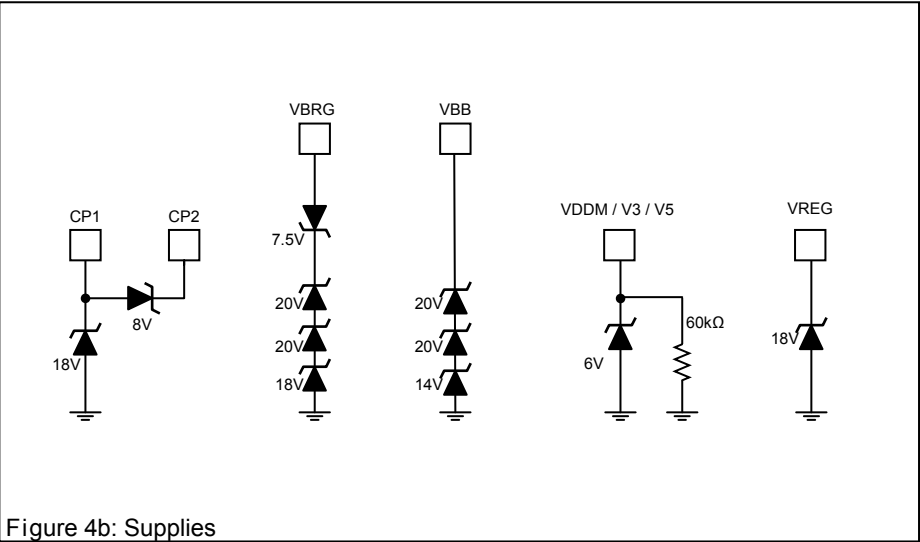 VBRG
VBB
CP1
CP2
VDDM / V3 / V5
VREG
7.5V
8V
18V
20V
20V
18V
20V
20V
14V
6V
60kΩ
18V
Figure 4b: Supplies